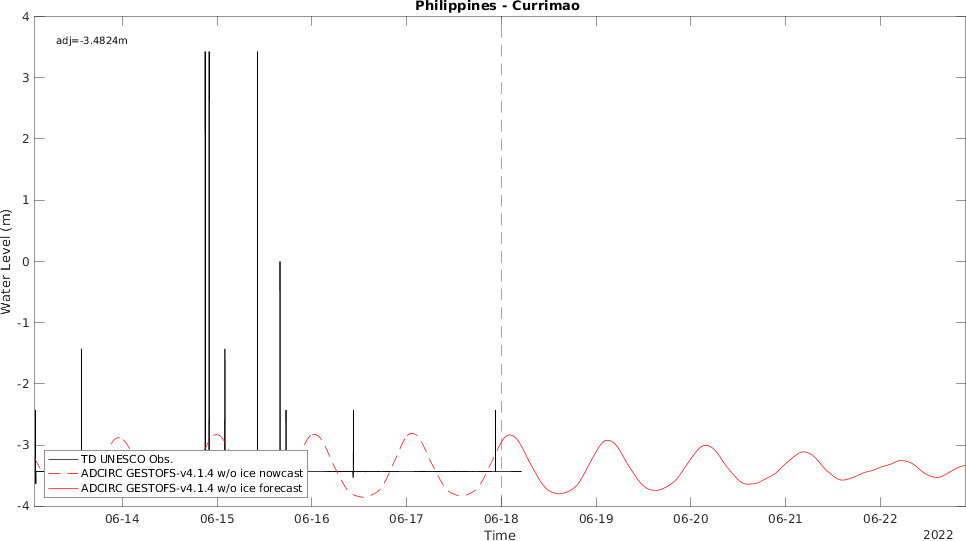 Philippines - Currimao
adj=-3.4824m
Water Level (m)
4
3
2
1
0
-1
-2
-3
-4
TD UNESCO Obs.
ADCIRC GESTOFS-v4.1.4 w/o ice nowcast
ADCIRC GESTOFS-v4.1.4 w/o ice forecast
06-14 06-15 06-16 06-17 06-18 06-19 06-20 06-21 06-22
Time
2022